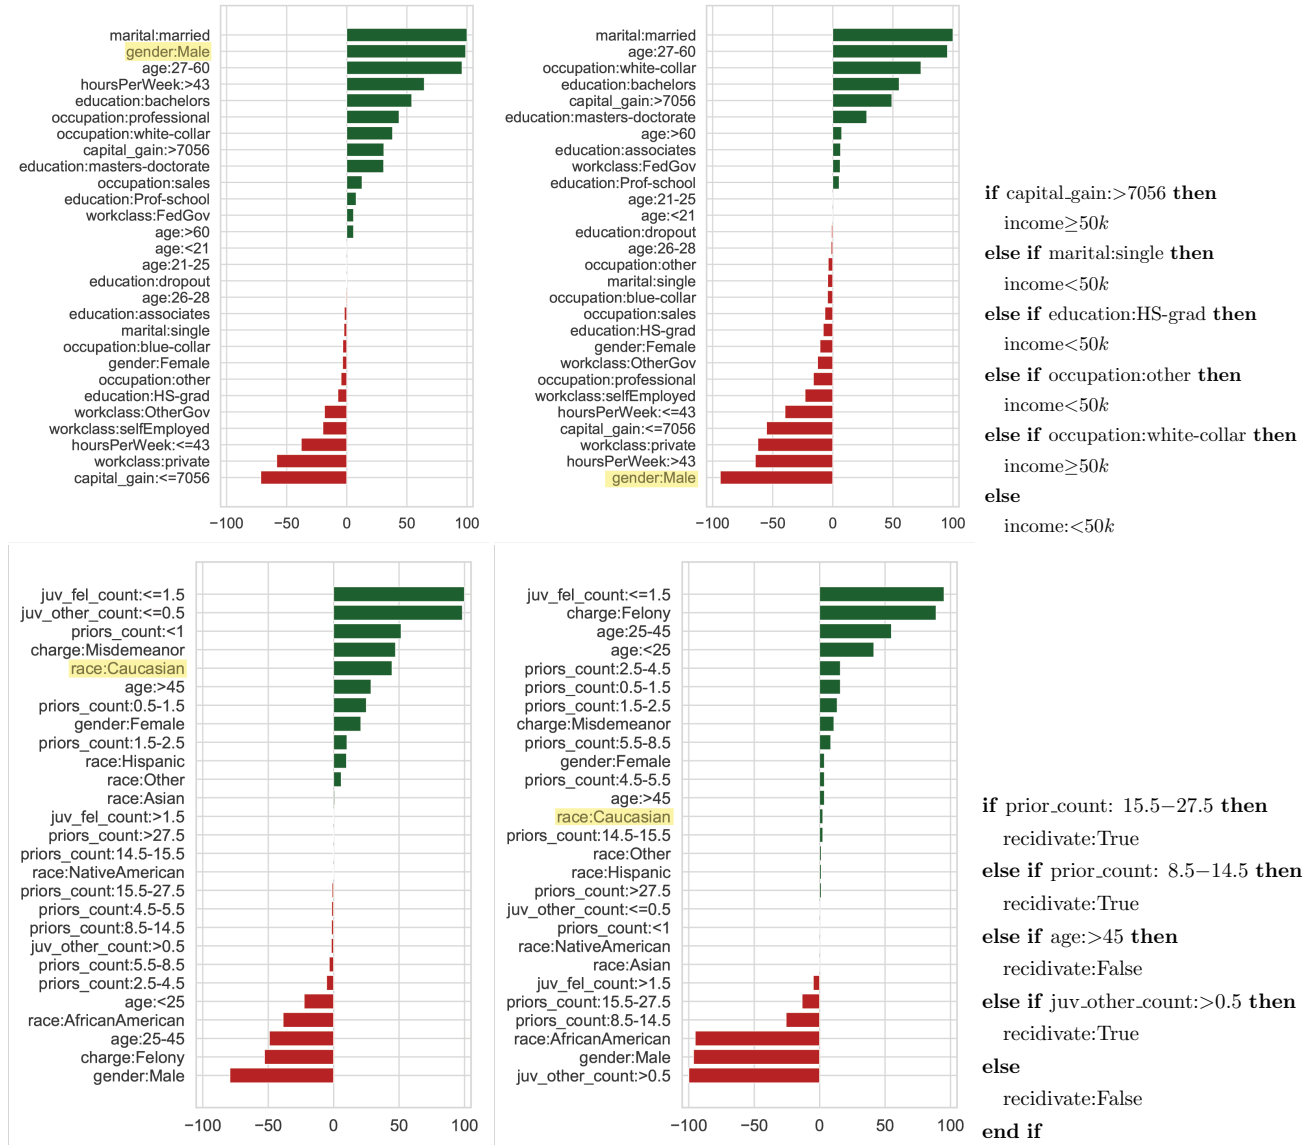 marital:married
gender:Male
age:27-60
hoursPerWeek:>43
education:bachelors
occupation:professional
occupation:white-collar
capital_gain:>7056
education:masters-doctorate
occupation:sales
education:Prof-school
workclass:FedGov
age:>60
age:<21
age:21-25
education:dropout
age:26-28
education:associates
marital:single
occupation:blue-collar
gender:Female
occupation:other
education:HS-grad
workclass:OtherGov
workclass:selfEmployed
hoursPerWeek:<=43
workclass:private
capital_gain:<=7056
−100 −50 0 50 100
marital:married
age:27-60
occupation:white-collar
education:bachelors
capital_gain:>7056
education:masters-doctorate
age:>60
education:associates
workclass:FedGov
education:Prof-school
age:21-25
age:<21
education:dropout
age:26-28
occupation:other
marital:single
occupation:blue-collar
occupation:sales
education:HS-grad
gender:Female
workclass:OtherGov
occupation:professional
workclass:selfEmployed
hoursPerWeek:<=43
capital_gain:<=7056
workclass:private
hoursPerWeek:>43
gender:Male
−100 −50 0 50 100
if capital_gain:>7056 then
income≥50k
else if marital:single then
income<50k
else if education:HS-grad then
income<50k
else if occupation:other then
income<50k
else if occupation:white-collar then
income≥50k
else
income:<50k
juv_fel_count:<=1.5
juv_other_count:<=0.5
priors_count:<1
charge:Misdemeanor
race:Caucasian
age:>45
priors_count:0.5-1.5
gender:Female
priors_count:1.5-2.5
race:Hispanic
race:Other
race:Asian
juv_fel_count:>1.5
priors_count:>27.5
priors_count:14.5-15.5
race:NativeAmerican
priors_count:15.5-27.5
priors_count:4.5-5.5
priors_count:8.5-14.5
juv_other_count:>0.5
priors_count:5.5-8.5
priors_count:2.5-4.5
age:<25
race:AfricanAmerican
age:25-45
charge:Felony
gender:Male
−100 −50 0 50 100
juv_fel_count:<=1.5
charge:Felony
age:25-45
age:<25
priors_count:2.5-4.5
priors_count:0.5-1.5
priors_count:1.5-2.5
charge:Misdemeanor
priors_count:5.5-8.5
gender:Female
priors_count:4.5-5.5
age:>45
race:Caucasian
priors_count:14.5-15.5
race:Other
race:Hispanic
priors_count:>27.5
juv_other_count:<=0.5
priors_count:<1
race:NativeAmerican
race:Asian
juv_fel_count:>1.5
priors_count:15.5-27.5
priors_count:8.5-14.5
race:AfricanAmerican
gender:Male
juv_other_count:>0.5
−100 −50 0 50 100
if prior_count: 15.5−27.5 then
recidivate:True
else if prior_count: 8.5−14.5 then
recidivate:True
else if age:>45 then
recidivate:False
else if juv_other_count:>0.5 then
recidivate:True
else
recidivate:False
end if